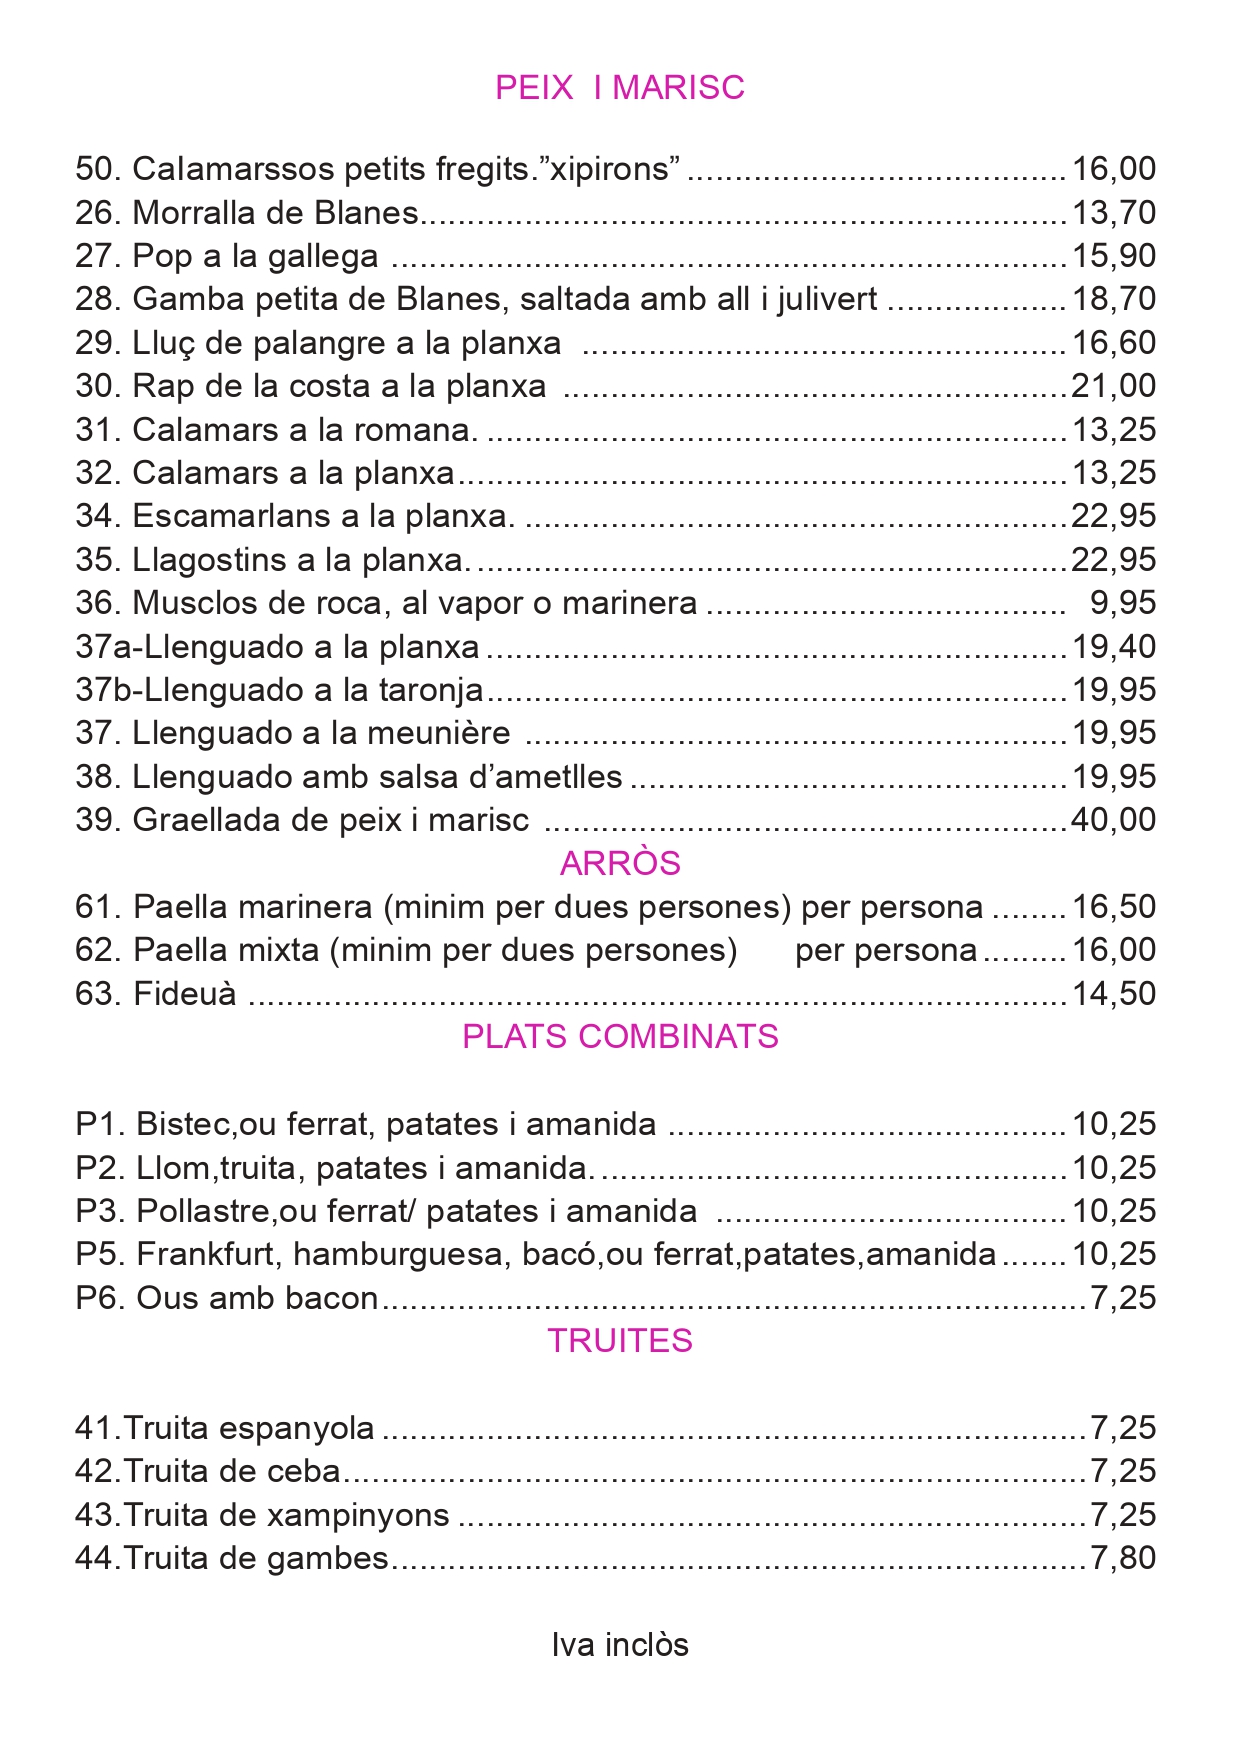 PEIX I MARISC
50. Calamarssos petits fregits.”xipirons” ........................................ 16,00
26. Morralla de Blanes.................................................................... 13,70
27. Pop a la gallega ....................................................................... 15,90
28. Gamba petita de Blanes, saltada amb all i julivert ................... 18,70
29. Lluç de palangre a la planxa ................................................... 16,60
30. Rap de la costa a la planxa .....................................................21,00
31. Calamars a la romana. ............................................................. 13,25
32. Calamars a la planxa................................................................ 13,25
34. Escamarlans a la planxa. .........................................................22,95
35. Llagostins a la planxa...............................................................22,95
36. Musclos de roca, al vapor o marinera ...................................... 9,95
37a-Llenguado a la planxa ............................................................. 19,40
37b-Llenguado a la taronja............................................................. 19,95
37. Llenguado a la meunière ......................................................... 19,95
38. Llenguado amb salsa d’ametlles .............................................. 19,95
39. Graellada de peix i marisc .......................................................40,00
ARRÒS
61. Paella marinera (minim per dues persones) per persona ........ 16,50
62. Paella mixta (minim per dues persones) per persona ......... 16,00
63. Fideuà ...................................................................................... 14,50
PLATS COMBINATS
P1. Bistec,ou ferrat, patates i amanida .......................................... 10,25
P2. Llom,truita, patates i amanida. ................................................. 10,25
P3. Pollastre,ou ferrat/ patates i amanida ..................................... 10,25
P5. Frankfurt, hamburguesa, bacó,ou ferrat,patates,amanida ....... 10,25
P6. Ous amb bacon..........................................................................7,25
TRUITES
41.Truita espanyola ..........................................................................7,25
42.Truita de ceba..............................................................................7,25
43.Truita de xampinyons ..................................................................7,25
44.Truita de gambes.........................................................................7,80
Iva inclòs